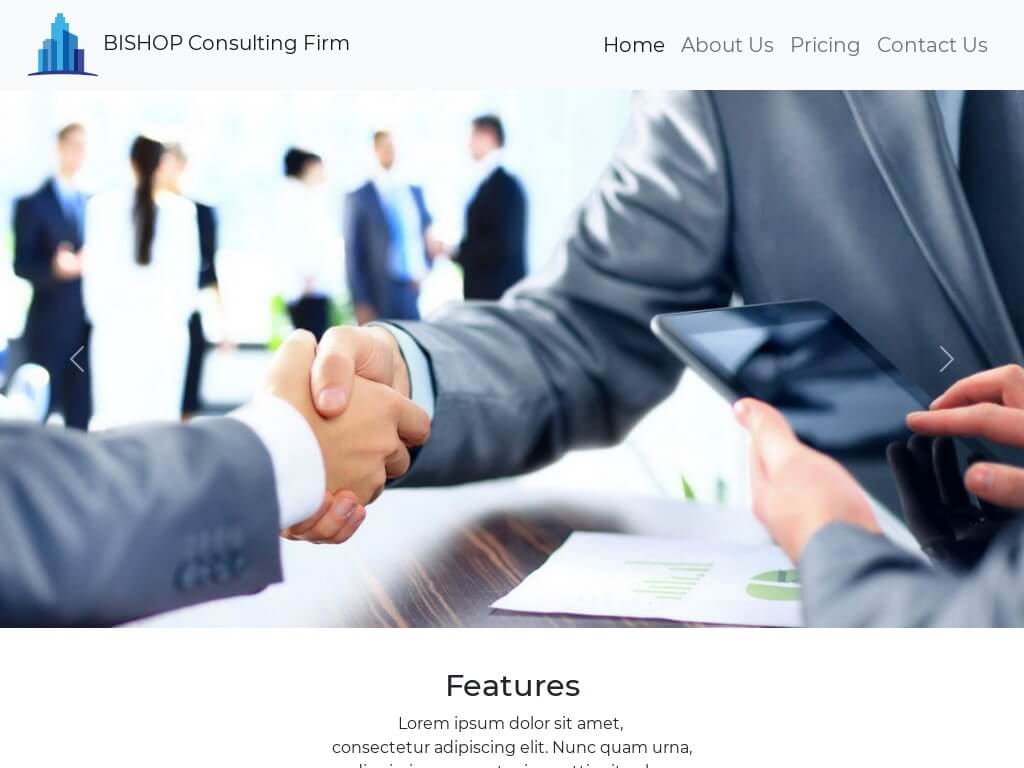 BISHOP Consulting Firm
Home About Us Pricing Contact Us
Features
Lorem ipsum dolor sit amet,
consectetur adipiscing elit. Nunc quam urna,